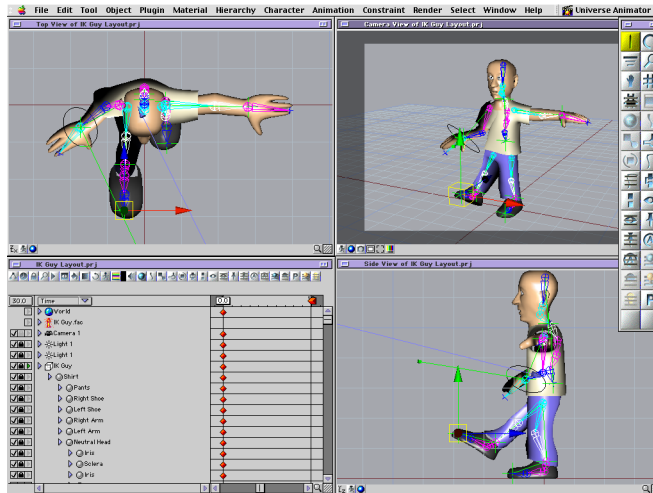 File Edit Tool Object Plugin Material Hierarchy Character Animation Constraint Render Select Window Help Universe Animator
Top View of IK Guy Layout.prj
Camera View of IK Guy Layout.prj
IK Guy Layout.prj
Side View of IK Guy Layout.prj
30.0 Time 0.0
World
IK Guy.fac
Camera 1
Light 1
Light 1
IK Guy
Shirt
Pants
Right Shoe
Left Shoe
Right Arm
Left Arm
Neutral Head
Iris
Sclera
Iris